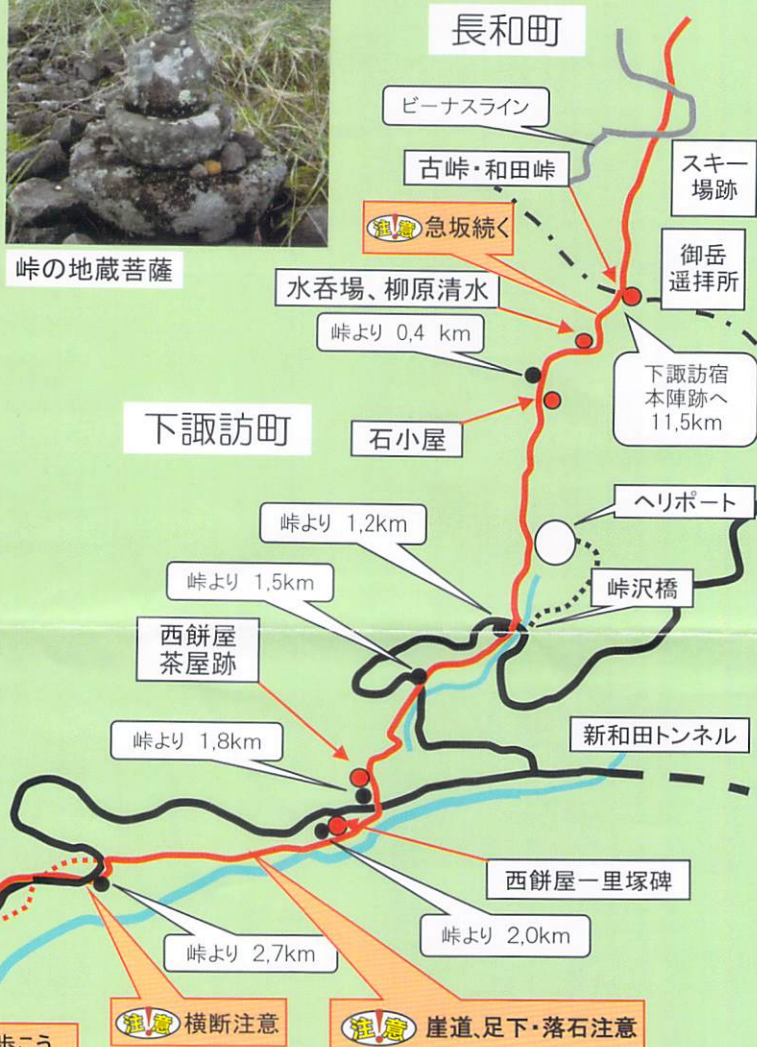 長和町
ビーナスライン
古峠・和田峠
スキー
場跡
注!意 急坂続く
御岳
遥拝所
峠の地蔵菩薩
水呑場、柳原清水
峠より 0,4 km
下諏訪宿
本陣跡へ
11,5km
下諏訪町
石小屋
ヘリポート
峠より 1,2km
峠より 1,5km
峠沢橋
西餅屋
茶屋跡
峠より 1,8km
新和田トンネル
西餅屋一里塚碑
峠より 2,0km
峠より 2,7km
注!意 横断注意
注!意 崖道、足下・落石注意
歩こう